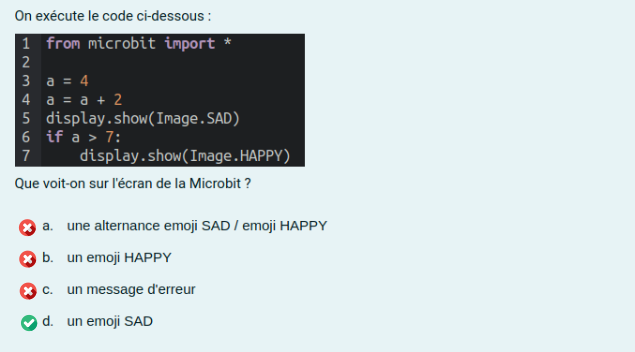 On exécute le code ci-dessous :
1 from microbit import *
2
3 a = 4
4 a = a + 2
5 display.show(Image.SAD)
6 if a > 7:
7     display.show(Image.HAPPY)
Que voit-on sur l'écran de la Microbit ?
a. une alternance emoji SAD / emoji HAPPY
b. un emoji HAPPY
c. un message d'erreur
d. un emoji SAD